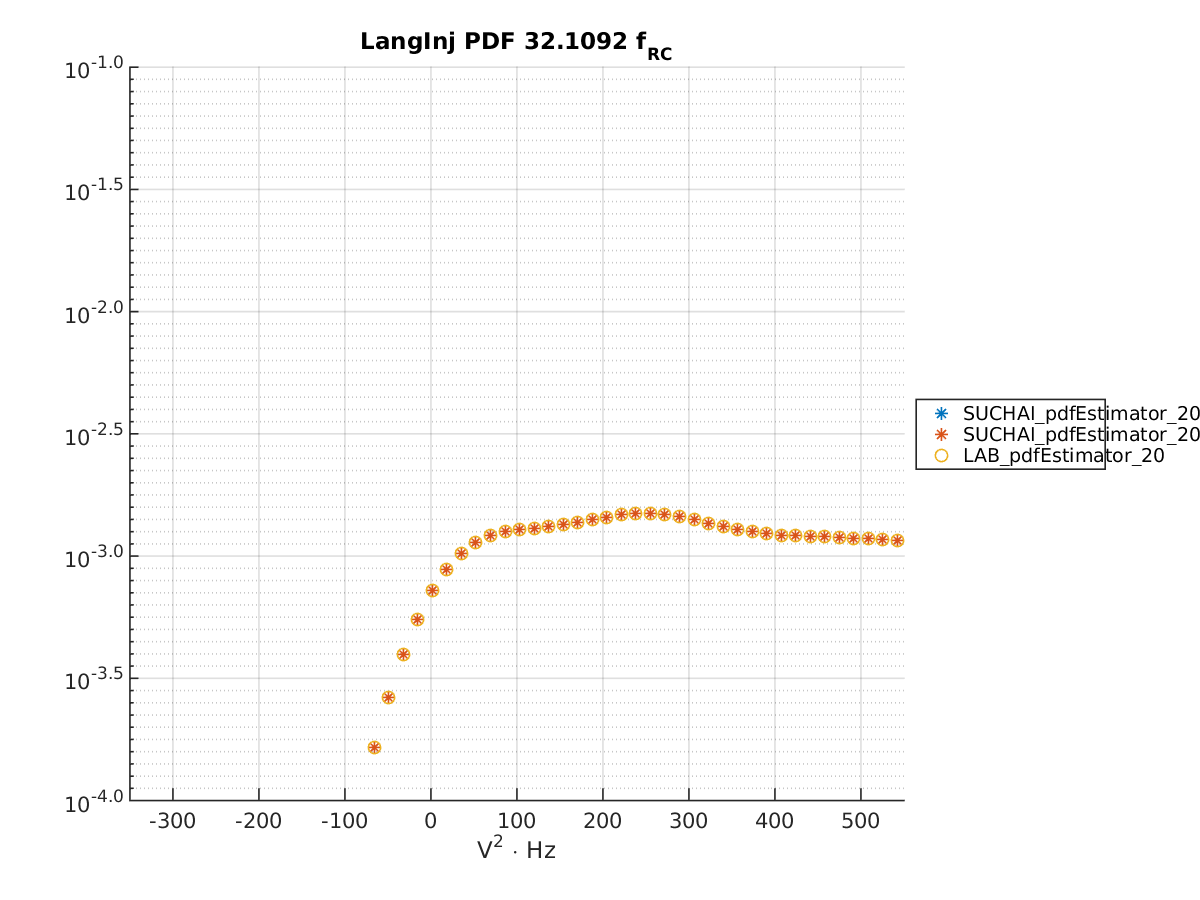 LangInj PDF 32.1092 f_RC
10^-1.0
10^-1.5
10^-2.0
10^-2.5
10^-3.0
10^-3.5
10^-4.0
-300 -200 -100 0 100 200 300 400 500
V^2 · Hz
SUCHAI_pdfEstimator_20
SUCHAI_pdfEstimator_20
LAB_pdfEstimator_20